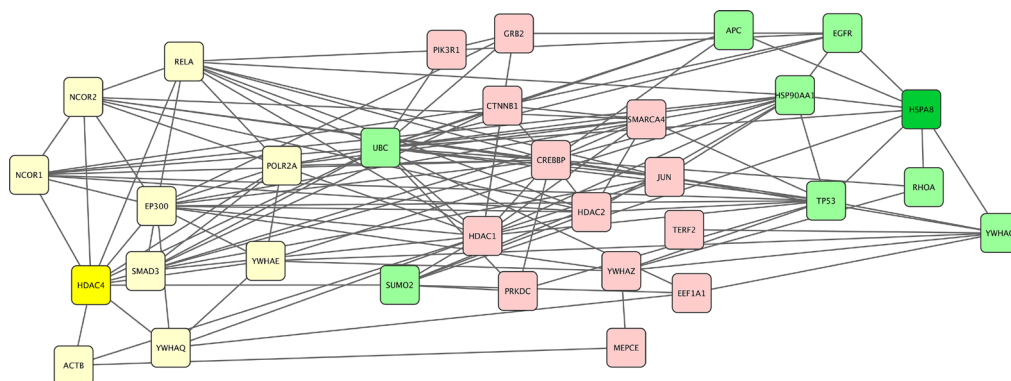 GRB2
APC
EGFR
PIK3R1
RELA
NCOR2
CTNNB1
HSP90AA1
SMARCA4
HSPA8
UBC
NCOR1
POLR2A
CREBBP
JUN
RHOA
EP300
HDAC2
TP53
HDAC1
TERF2
SMAD3
YWHAE
YWHAZ
HDAC4
SUMO2
PRKDC
EEF1A1
YWHAQ
MEPCE
ACTB